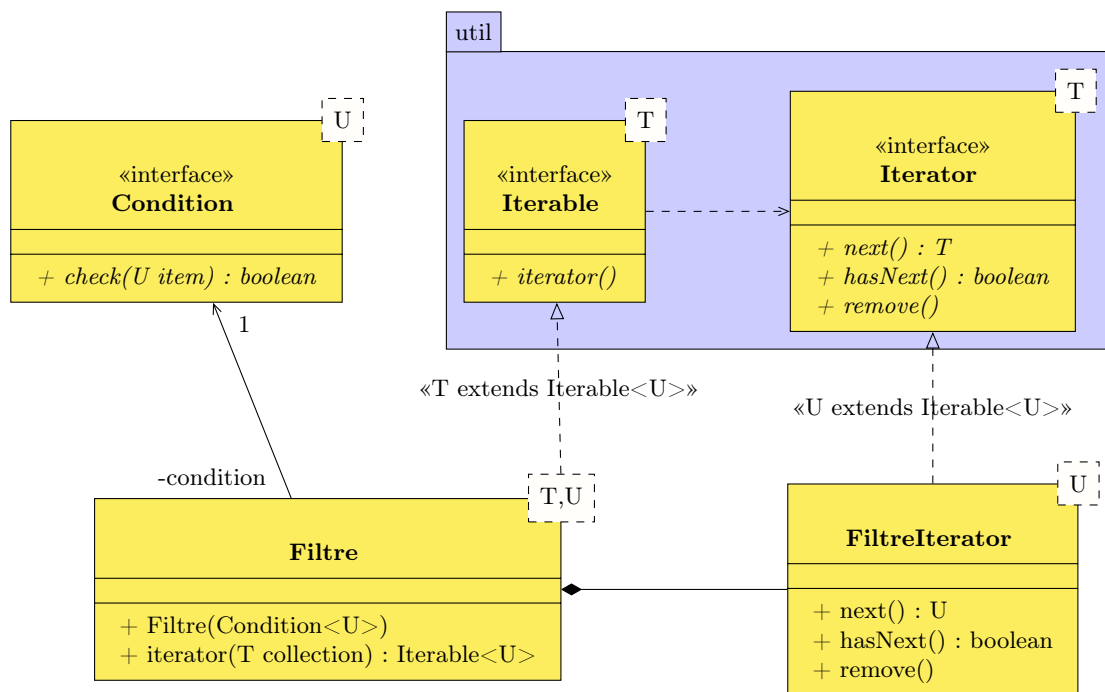 util
U
«interface»
Condition
+ check(U item) : boolean
T
«interface»
Iterable
+ iterator()
T
«interface»
Iterator
+ next() : T
+ hasNext() : boolean
+ remove()
1
-condition
«T extends Iterable<U>»
«U extends Iterable<U>»
T,U
Filtre
+ Filtre(Condition<U>)
+ iterator(T collection) : Iterable<U>
U
FiltreIterator
+ next() : U
+ hasNext() : boolean
+ remove()